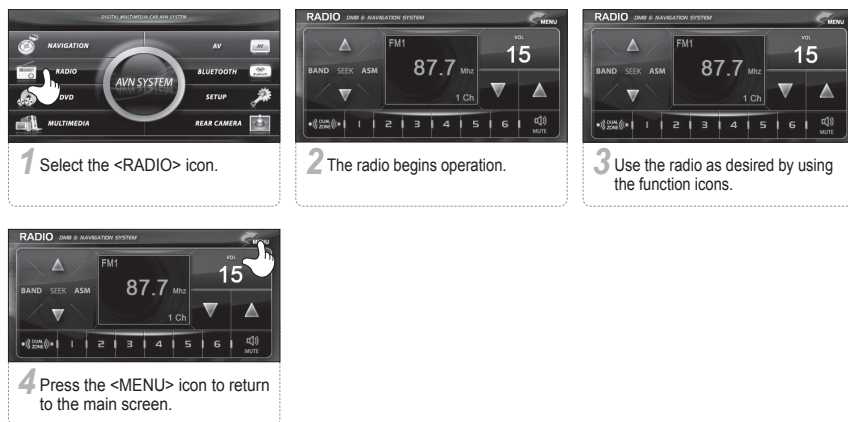 DIGITAL MULTIMEDIA CAR AVN SYSTEM
NAVIGATION
AV
AV
RADIO
BLUETOOTH
Bluetooth
AVN SYSTEM
DVD
SETUP
MULTIMEDIA
REAR CAMERA
1 Select the <RADIO> icon.
RADIO DMB & NAVIGATION SYSTEM
MENU
FM1
VOL
15
BAND SEEK ASM
87.7 Mhz
1 Ch
DUAL ZONE 1 2 3 4 5 6 MUTE
2 The radio begins operation.
RADIO DMB & NAVIGATION SYSTEM
MENU
FM1
VOL
15
BAND SEEK ASM
87.7 Mhz
1 Ch
DUAL ZONE 1 2 3 4 5 6 MUTE
3 Use the radio as desired by using
the function icons.
RADIO DMB & NAVIGATION SYSTEM
MENU
FM1
VOL
15
BAND SEEK ASM
87.7 Mhz
1 Ch
DUAL ZONE 1 2 3 4 5 6 MUTE
4 Press the <MENU> icon to return
to the main screen.